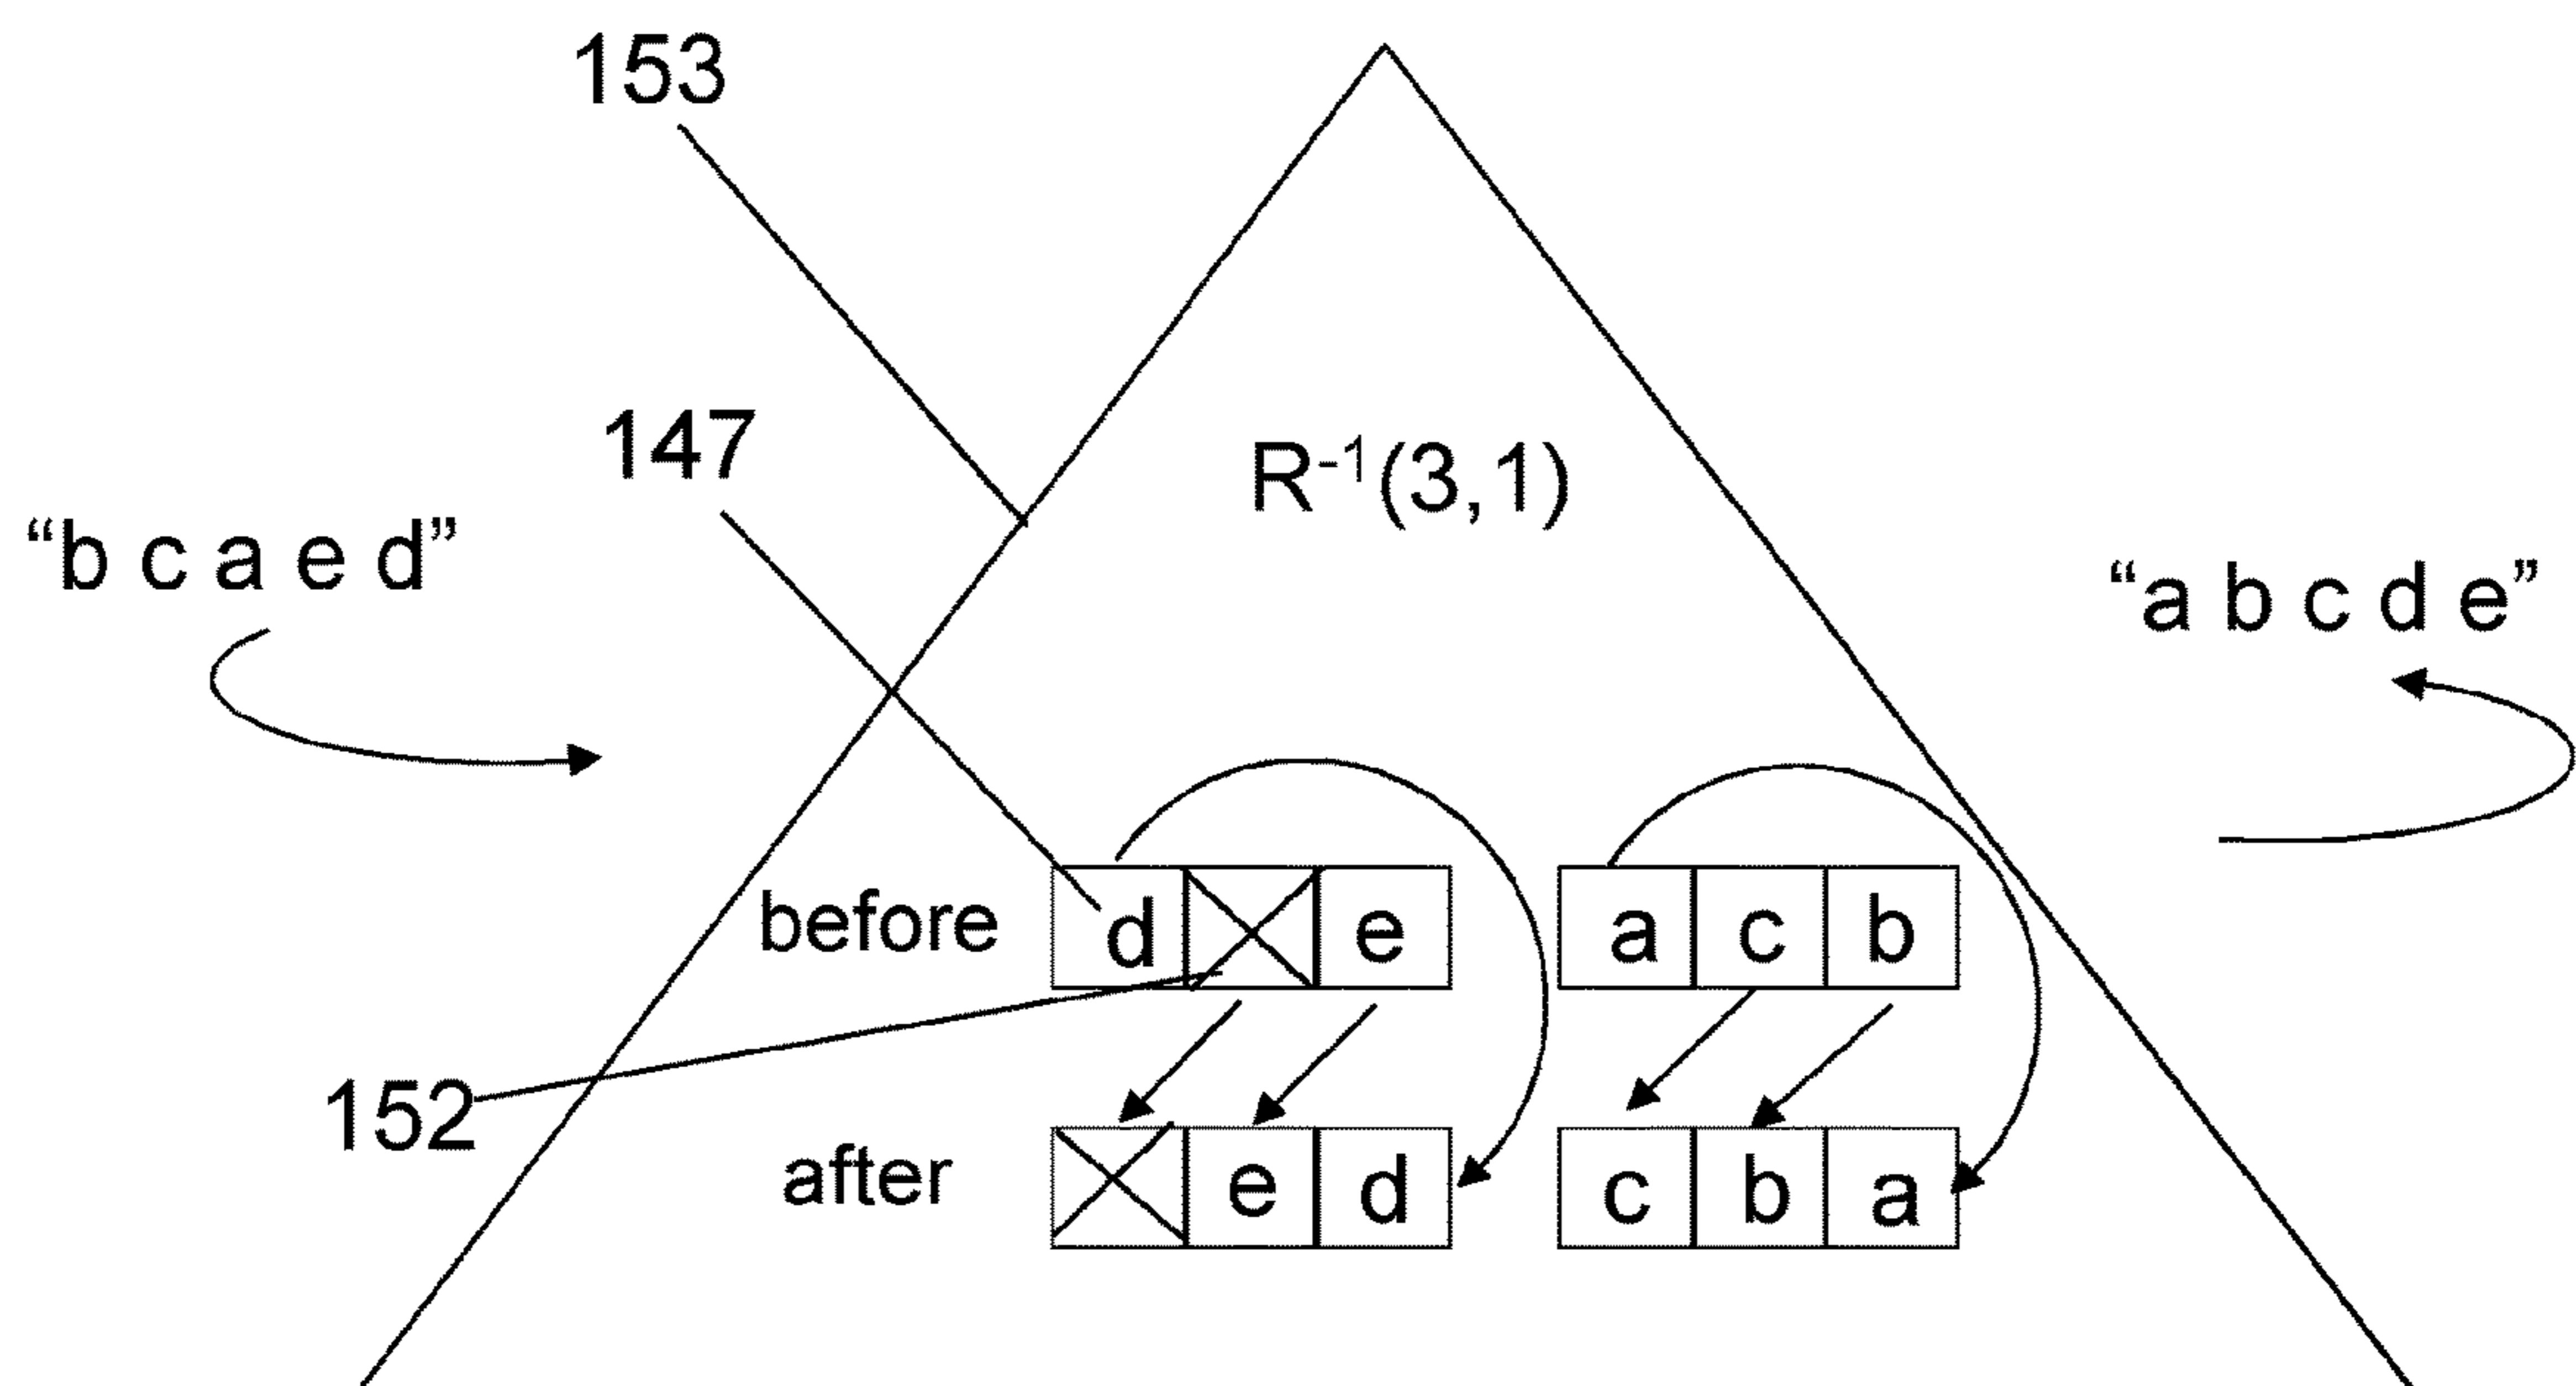 153
147
R⁻¹(3,1)
“b c a e d”
“a b c d e”
before d e a c b
152
after e d c b a